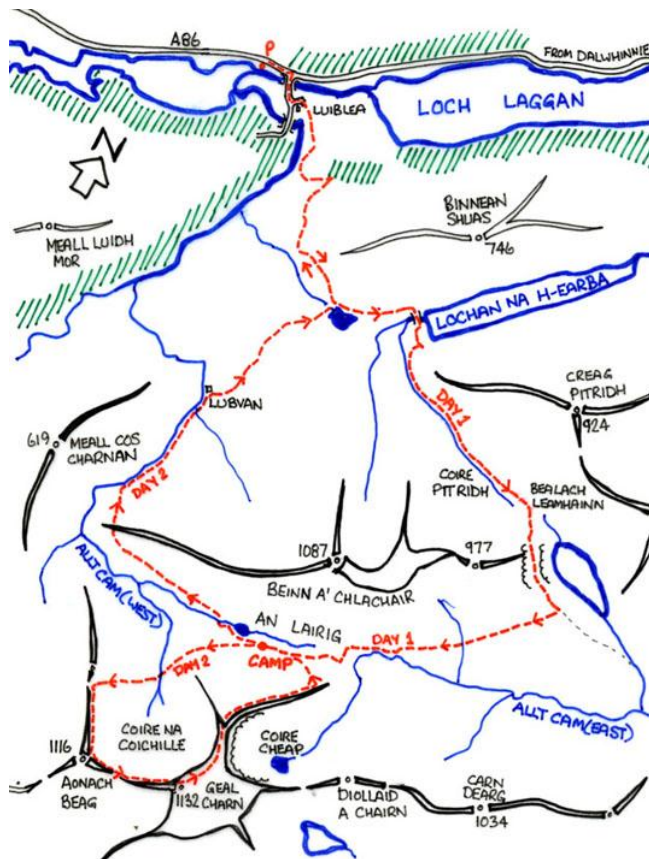 A86
P
FROM DALWHINNIE
LUIBLEA
LOCH LAGGAN
N
BINNEAN
SHUAS
746
MEALL LUIDH
MOR
LOCHAN NA H-EARBA
CREAG
PITRIDH
924
LUBVAN
DAY 1
619
MEALL COS
CHARNAN
DAY 2
COIRE
PITRIDH
BEALACH
LEAMHAINN
1087
977
BEINN A' CHLACHAIR
ALLT CAM (WEST)
AN LAIRIG
DAY 1
CAMP
DAY 2
ALLT CAM (EAST)
COIRE NA
COICHILLE
COIRE
CHEAP
1116
AONACH
BEAG
1132
GEAL
CHARN
DIOLLAID
A CHAIRN
CARN
DEARG
1034